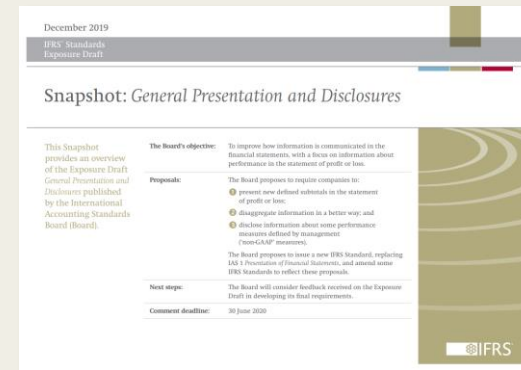 December 2019
IFRS® Standards
Exposure Draft
Snapshot: General Presentation and Disclosures
This Snapshot
provides an overview
of the Exposure Draft
General Presentation and
Disclosures published
by the International
Accounting Standards
Board (Board).
The Board's objective: To improve how information is communicated in the
financial statements, with a focus on information about
performance in the statement of profit or loss.
Proposals: The Board proposes to require companies to:
1 present new defined subtotals in the statement
of profit or loss;
2 disaggregate information in a better way; and
3 disclose information about some performance
measures defined by management
('non-GAAP' measures).
The Board proposes to issue a new IFRS Standard, replacing
IAS 1 Presentation of Financial Statements, and amend some
IFRS Standards to reflect these proposals.
Next steps: The Board will consider feedback received on the Exposure
Draft in developing its final requirements.
Comment deadline: 30 June 2020
IFRS